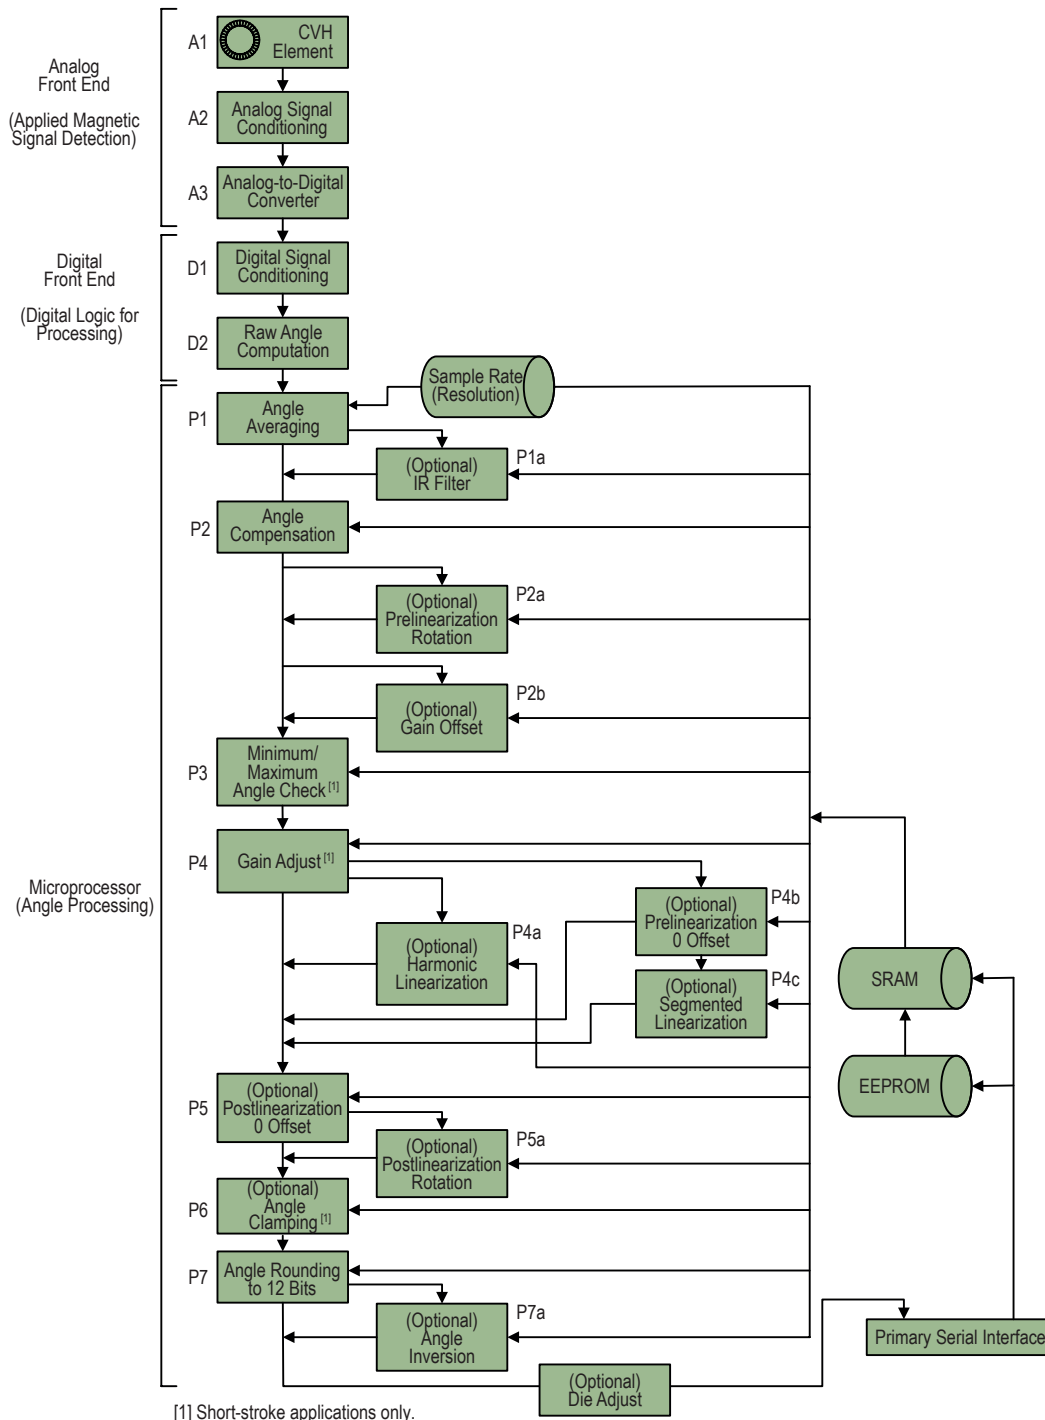 Analog
Front End
(Applied Magnetic
Signal Detection)
A1
CVH
Element
A2
Analog Signal
Conditioning
A3
Analog-to-Digital
Converter
Digital
Front End
(Digital Logic for
Processing)
D1
Digital Signal
Conditioning
D2
Raw Angle
Computation
Microprocessor
(Angle Processing)
Sample Rate
(Resolution)
P1
Angle
Averaging
P1a
(Optional)
IR Filter
P2
Angle
Compensation
P2a
(Optional)
Prelinearization
Rotation
P2b
(Optional)
Gain Offset
P3
Minimum/
Maximum
Angle Check [1]
P4
Gain Adjust [1]
P4a
(Optional)
Harmonic
Linearization
P4b
(Optional)
Prelinearization
0 Offset
P4c
(Optional)
Segmented
Linearization
SRAM
EEPROM
P5
(Optional)
Postlinearization
0 Offset
P5a
(Optional)
Postlinearization
Rotation
P6
(Optional)
Angle
Clamping [1]
P7
Angle Rounding
to 12 Bits
P7a
(Optional)
Angle
Inversion
Primary Serial Interface
(Optional)
Die Adjust
[1] Short-stroke applications only.